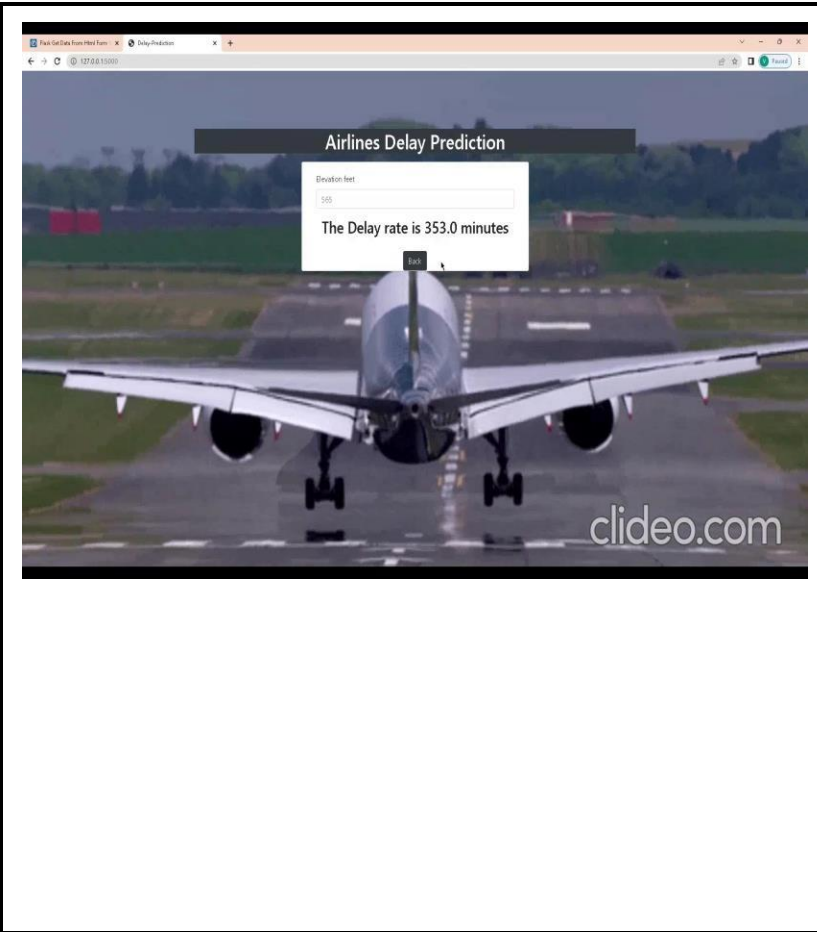 Flask Get Data From Html Form
Delay-Prediction
127.0.0.1:5000
Paused
Airlines Delay Prediction
Elevation feet
565
The Delay rate is 353.0 minutes
Back
clideo.com